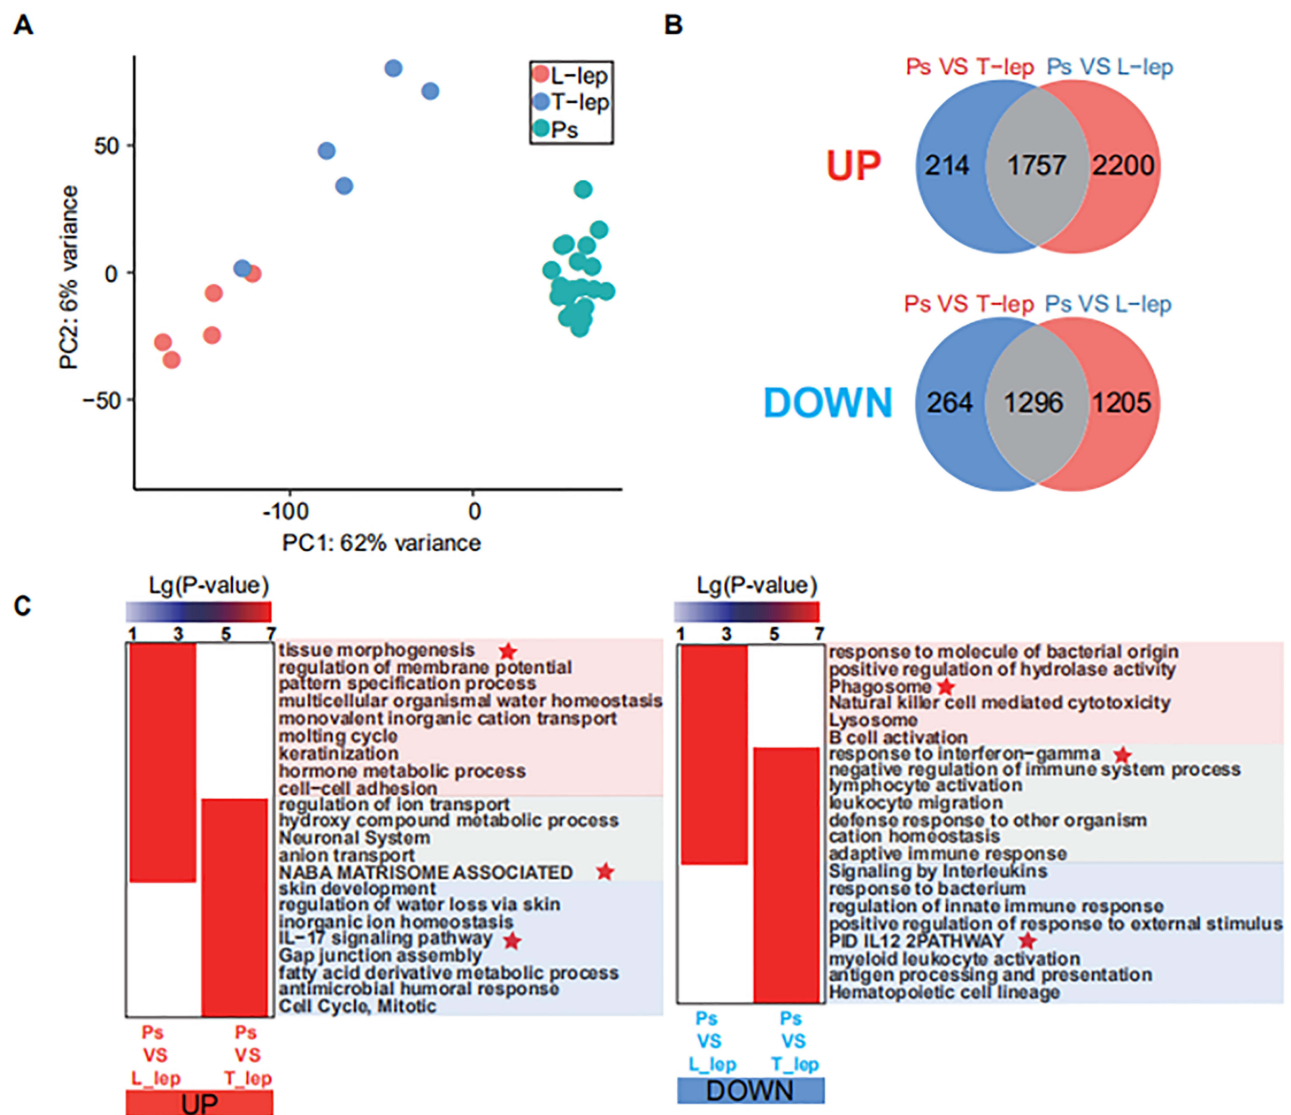 A
L-lep
T-lep
Ps
50
0
−50
PC2: 6% variance
-100
0
PC1: 62% variance
B
Ps VS T-lep
Ps VS L-lep
UP
214
1757
2200
Ps VS T-lep
Ps VS L-lep
DOWN
264
1296
1205
C
Lg(P-value)
1 3 5 7
tissue morphogenesis
regulation of membrane potential
pattern specification process
multicellular organismal water homeostasis
monovalent inorganic cation transport
molting cycle
keratinization
hormone metabolic process
cell-cell adhesion
regulation of ion transport
hydroxy compound metabolic process
Neuronal System
anion transport
NABA MATRISOME ASSOCIATED
skin development
regulation of water loss via skin
inorganic ion homeostasis
IL-17 signaling pathway
Gap junction assembly
fatty acid derivative metabolic process
antimicrobial humoral response
Cell Cycle, Mitotic
Ps
VS
L_lep
Ps
VS
T_lep
UP
Lg(P-value)
1 3 5 7
response to molecule of bacterial origin
positive regulation of hydrolase activity
Phagosome
Natural killer cell mediated cytotoxicity
Lysosome
B cell activation
response to interferon-gamma
negative regulation of immune system process
lymphocyte activation
leukocyte migration
defense response to other organism
cation homeostasis
adaptive immune response
Signaling by Interleukins
response to bacterium
regulation of innate immune response
positive regulation of response to external stimulus
PID IL12 2PATHWAY
myeloid leukocyte activation
antigen processing and presentation
Hematopoietic cell lineage
Ps
VS
L_lep
Ps
VS
T_lep
DOWN